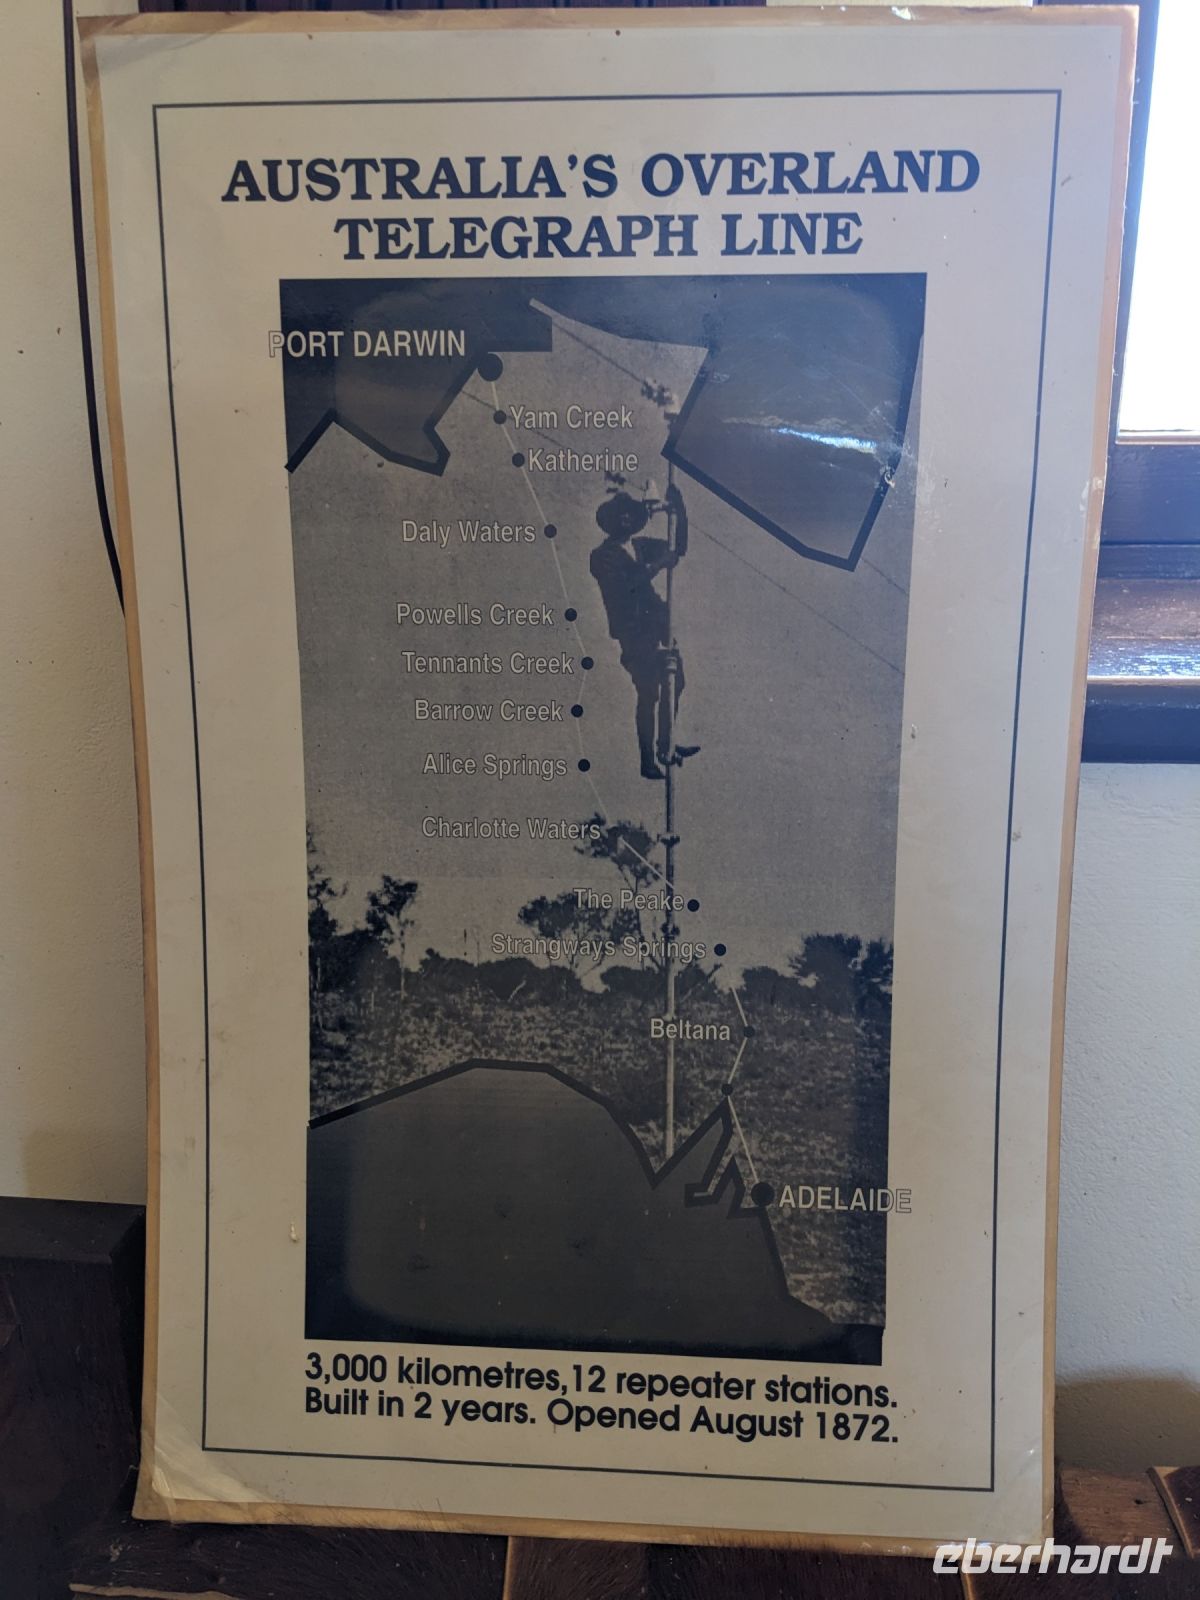 AUSTRALIA'S OVERLAND
TELEGRAPH LINE
PORT DARWIN
Yam Creek
Katherine
Daly Waters
Powells Creek
Tennants Creek
Barrow Creek
Alice Springs
Charlotte Waters
The Peake
Strangways Springs
Beltana
ADELAIDE
3,000 kilometres, 12 repeater stations.
Built in 2 years. Opened August 1872.
eberhardt